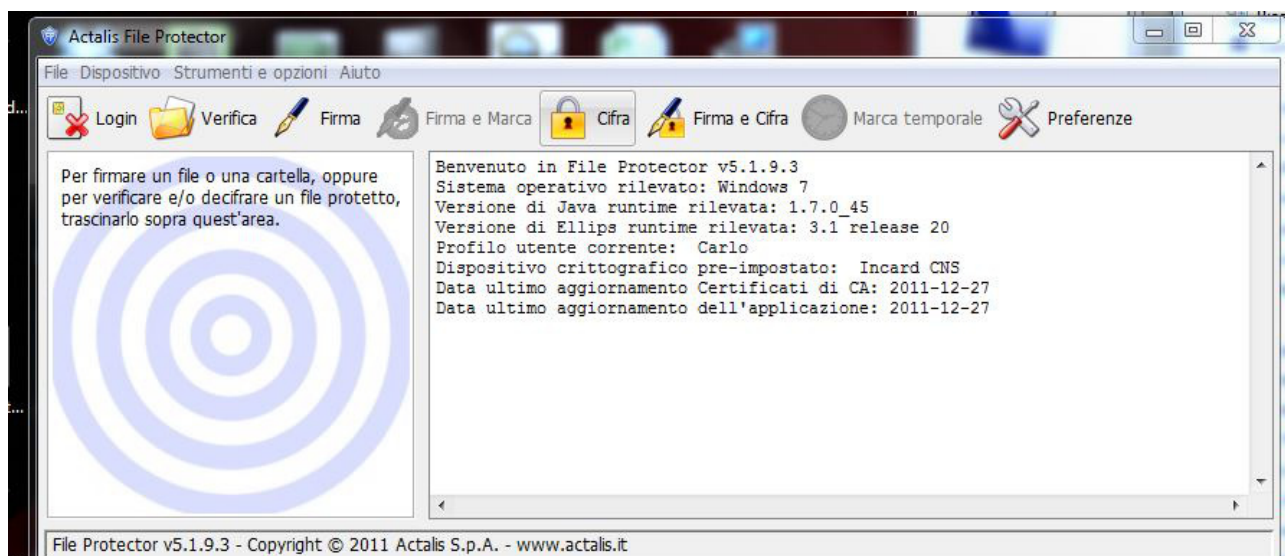 Actalis File Protector
File Dispositivo Strumenti e opzioni Aiuto
Login Verifica Firma Firma e Marca Cifra Firma e Cifra Marca temporale Preferenze
Per firmare un file o una cartella, oppure
per verificare e/o decifrare un file protetto,
trascinarlo sopra quest'area.
Benvenuto in File Protector v5.1.9.3
Sistema operativo rilevato: Windows 7
Versione di Java runtime rilevata: 1.7.0_45
Versione di Ellips runtime rilevata: 3.1 release 20
Profilo utente corrente: Carlo
Dispositivo crittografico pre-impostato: Incard CNS
Data ultimo aggiornamento Certificati di CA: 2011-12-27
Data ultimo aggiornamento dell'applicazione: 2011-12-27
File Protector v5.1.9.3 - Copyright © 2011 Actalis S.p.A. - www.actalis.it